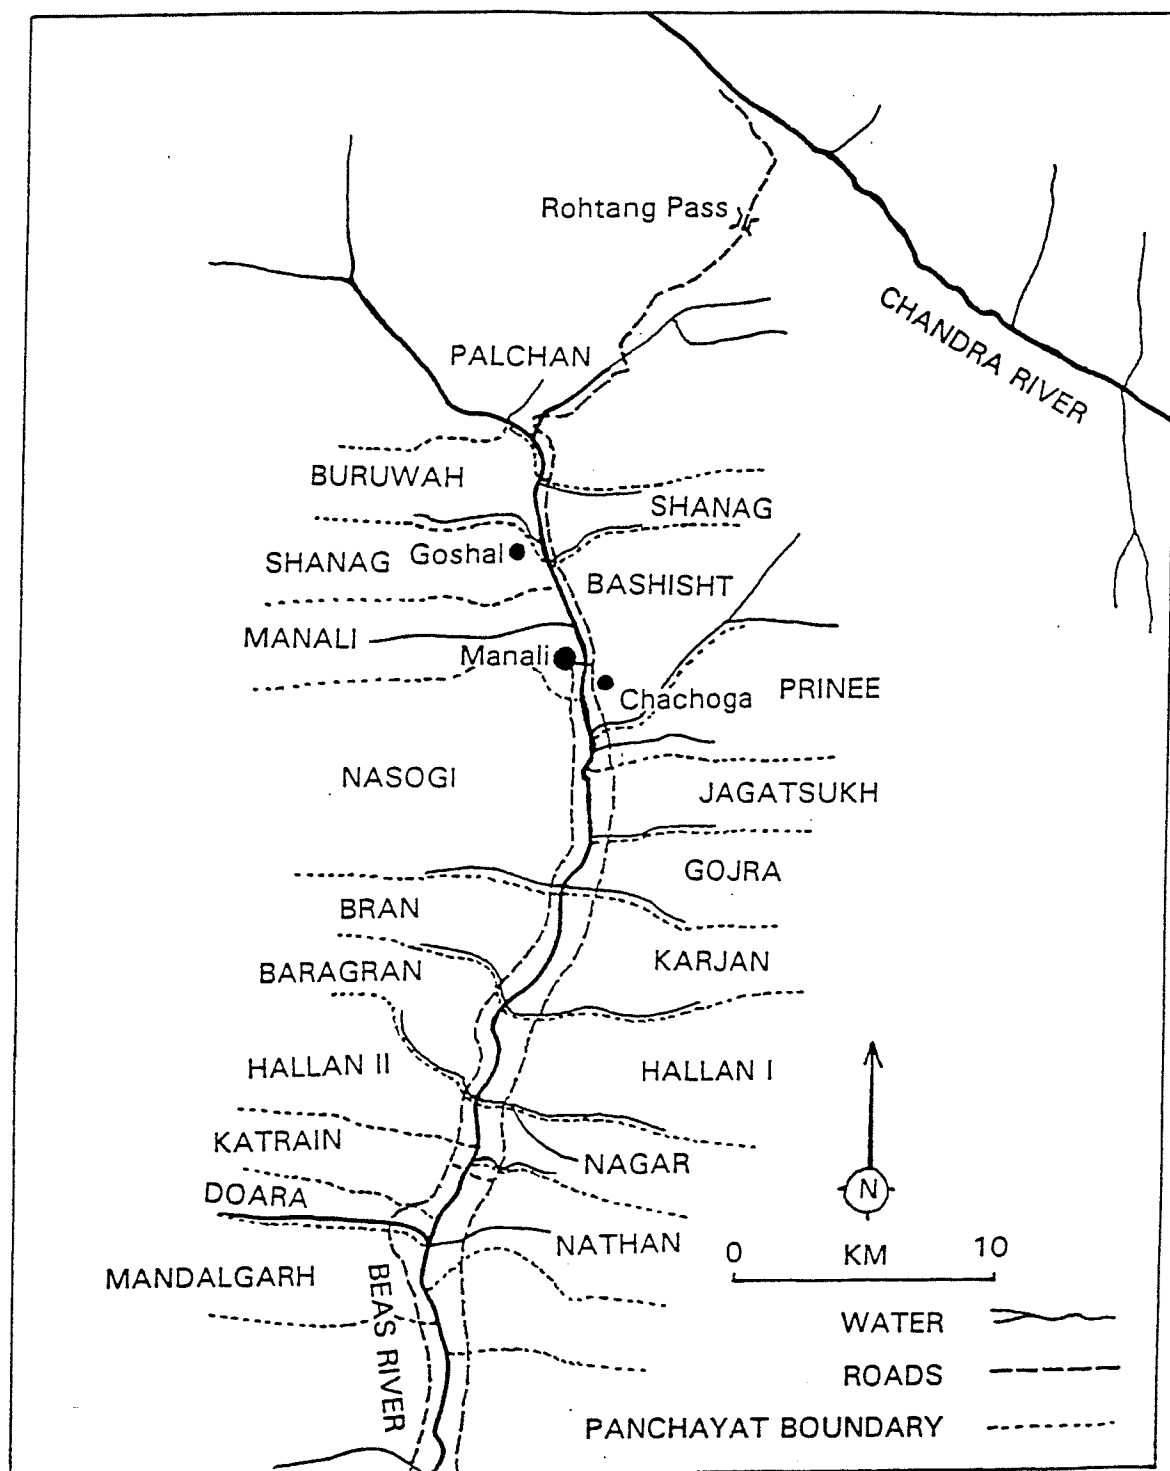 Rohtang Pass
CHANDRA RIVER
PALCHAN
BURUWAH
SHANAG
SHANAG
Goshal
BASHISHT
MANALI
Manali
PRINEE
Chachoga
NASOGI
JAGATSUKH
GOJRA
BRAN
KARJAN
BARAGRAN
HALLAN II
HALLAN I
KATRAIN
NAGAR
N
DOARA
NATHAN
0 KM 10
MANDALGARH
BEAS RIVER
WATER
ROADS
PANCHAYAT BOUNDARY